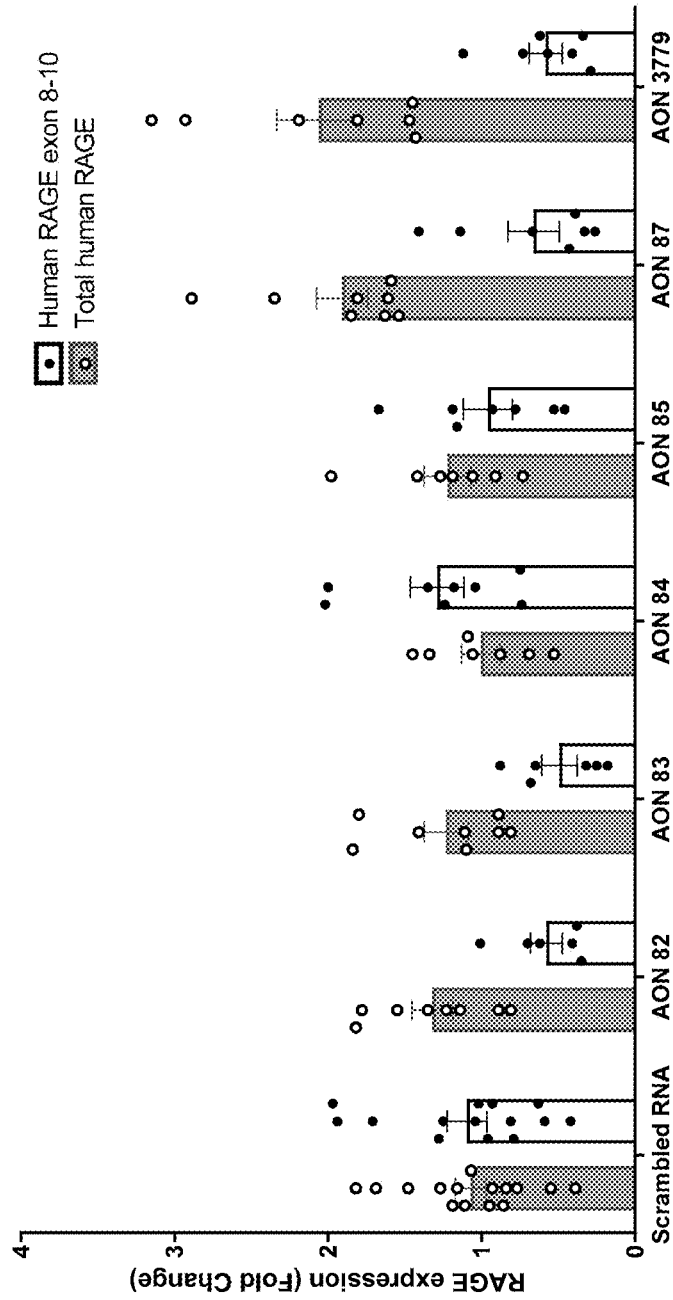 Human RAGE exon 8-10
Total human RAGE
RAGE expression (Fold Change)
4
3
2
1
0
Scrambled RNA
AON 82
AON 83
AON 84
AON 85
AON 87
AON 3779